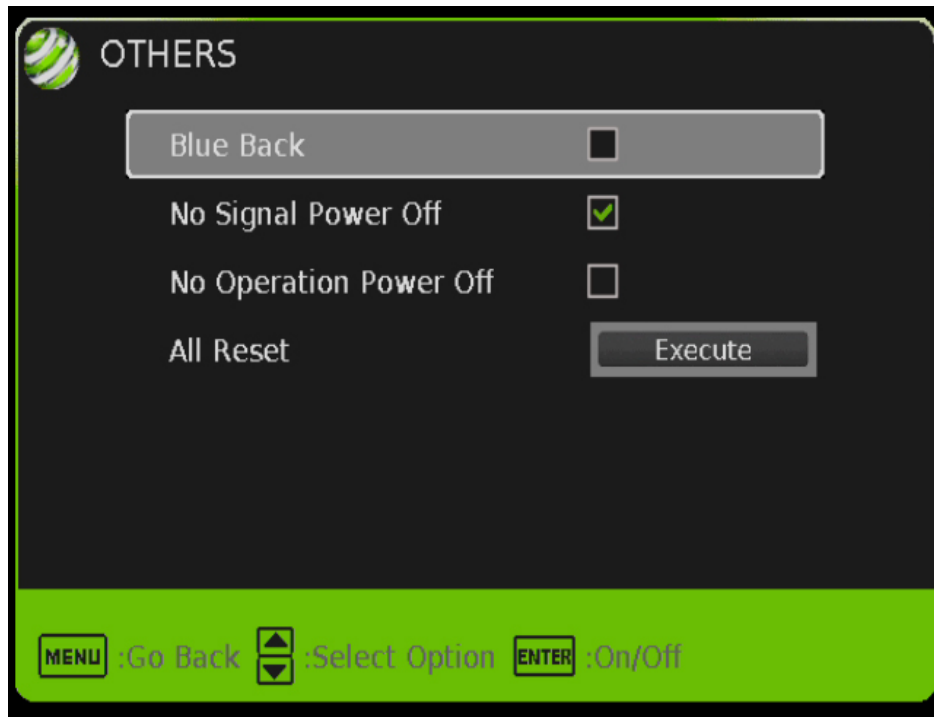 OTHERS
Blue Back
No Signal Power Off
No Operation Power Off
All Reset Execute
MENU :Go Back :Select Option ENTER :On/Off